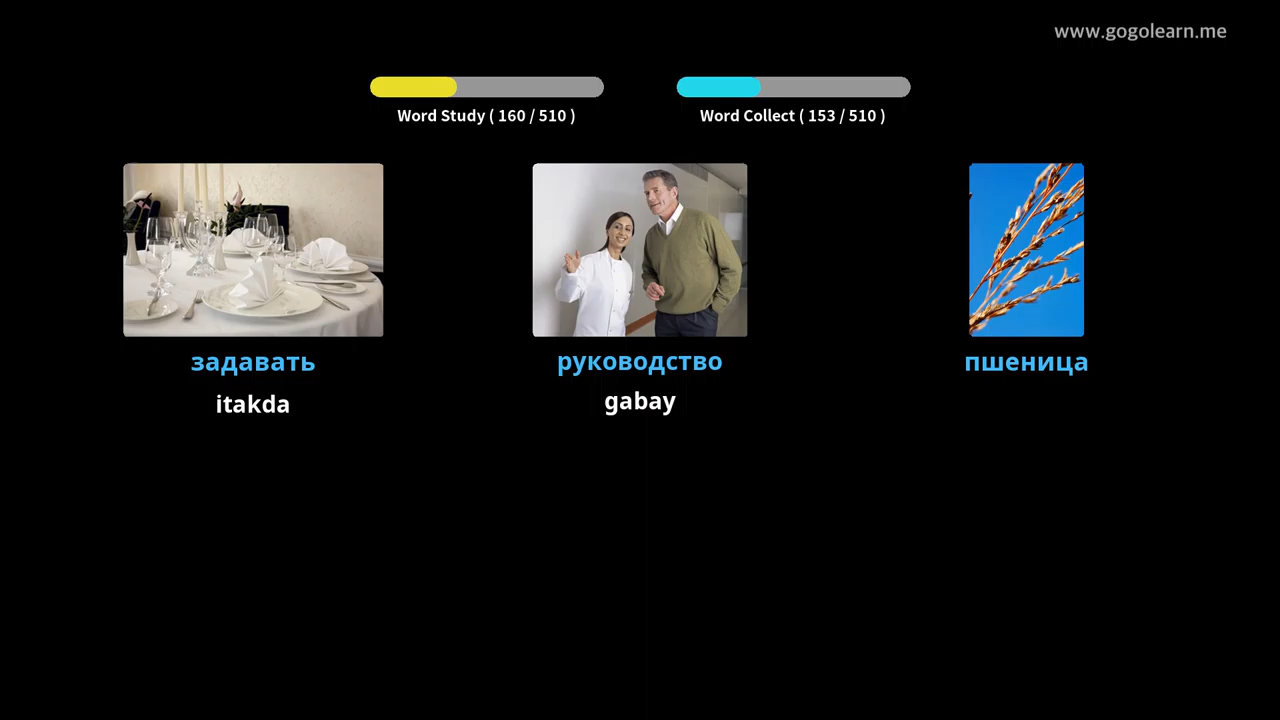 www.gogolearn.me
Word Study ( 160 / 510 )
Word Collect ( 153 / 510 )
задавать
руководство
пшеница
itakda
gabay